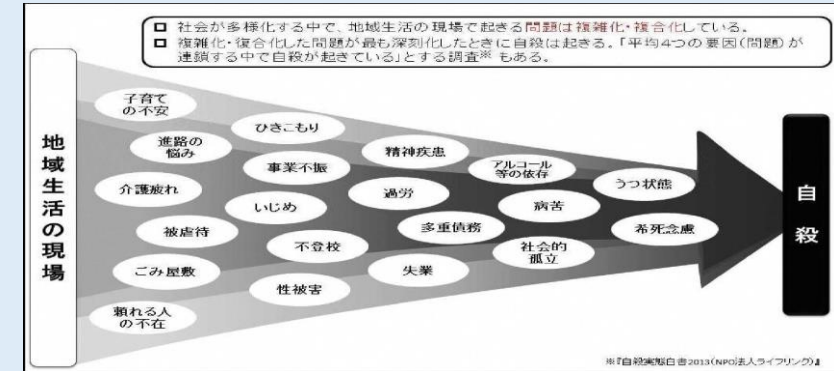 □ 社会が多様化する中で、地域生活の現場で起きる問題は複雑化・複合化している。
□ 複雑化・復合化した問題が最も深刻化したときに自殺は起きる。「平均4つの要因(問題)が
連鎖する中で自殺が起きている」とする調査※ もある。
地域生活の現場
子育て
の不安
進路の
悩み
介護疲れ
被虐待
ごみ屋敷
頼れる人
の不在
ひきこもり
事業不振
いじめ
不登校
性被害
精神疾患
過労
多重債務
失業
アルコール
等の依存
病苦
社会的
孤立
うつ状態
希死念慮
自殺
※『自殺実態白書2013(NPO法人ライフリンク)』